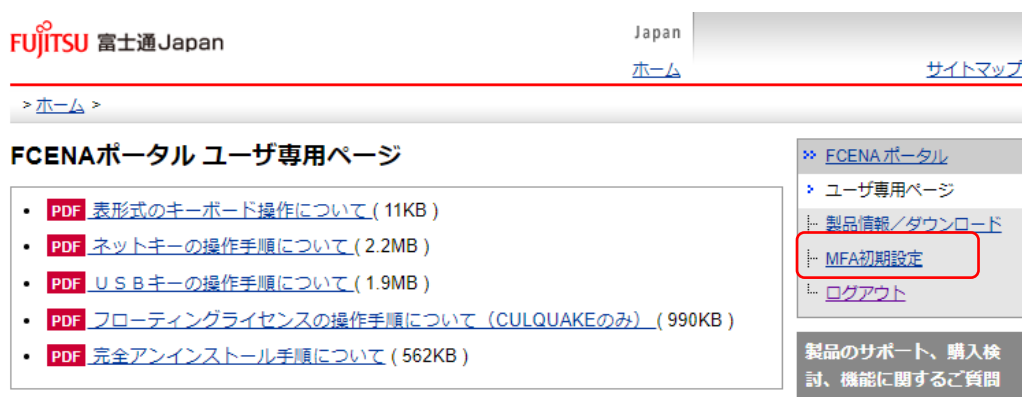 FUJITSU 富士通Japan
Japan
ホーム
サイトマップ
>ホーム >
FCENAポータル ユーザ専用ページ
PDF 表形式のキーボード操作について ( 11KB )
PDF ネットキーの操作手順について ( 2.2MB )
PDF ＵＳＢキーの操作手順について ( 1.9MB )
PDF フローティングライセンスの操作手順について（CULQUAKEのみ） ( 990KB )
PDF 完全アンインストール手順について ( 562KB )
FCENAポータル
ユーザ専用ページ
製品情報／ダウンロード
MFA初期設定
ログアウト
製品のサポート、購入検
討、機能に関するご質問